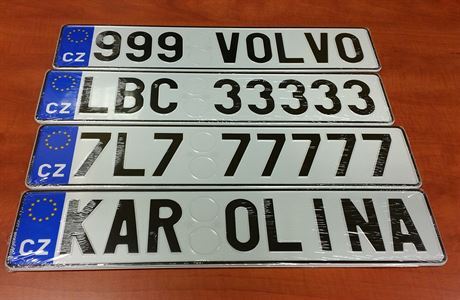 CZ 999 VOLVO
CZ LBC 33333
CZ 7L7 77777
CZ KAR OLINA